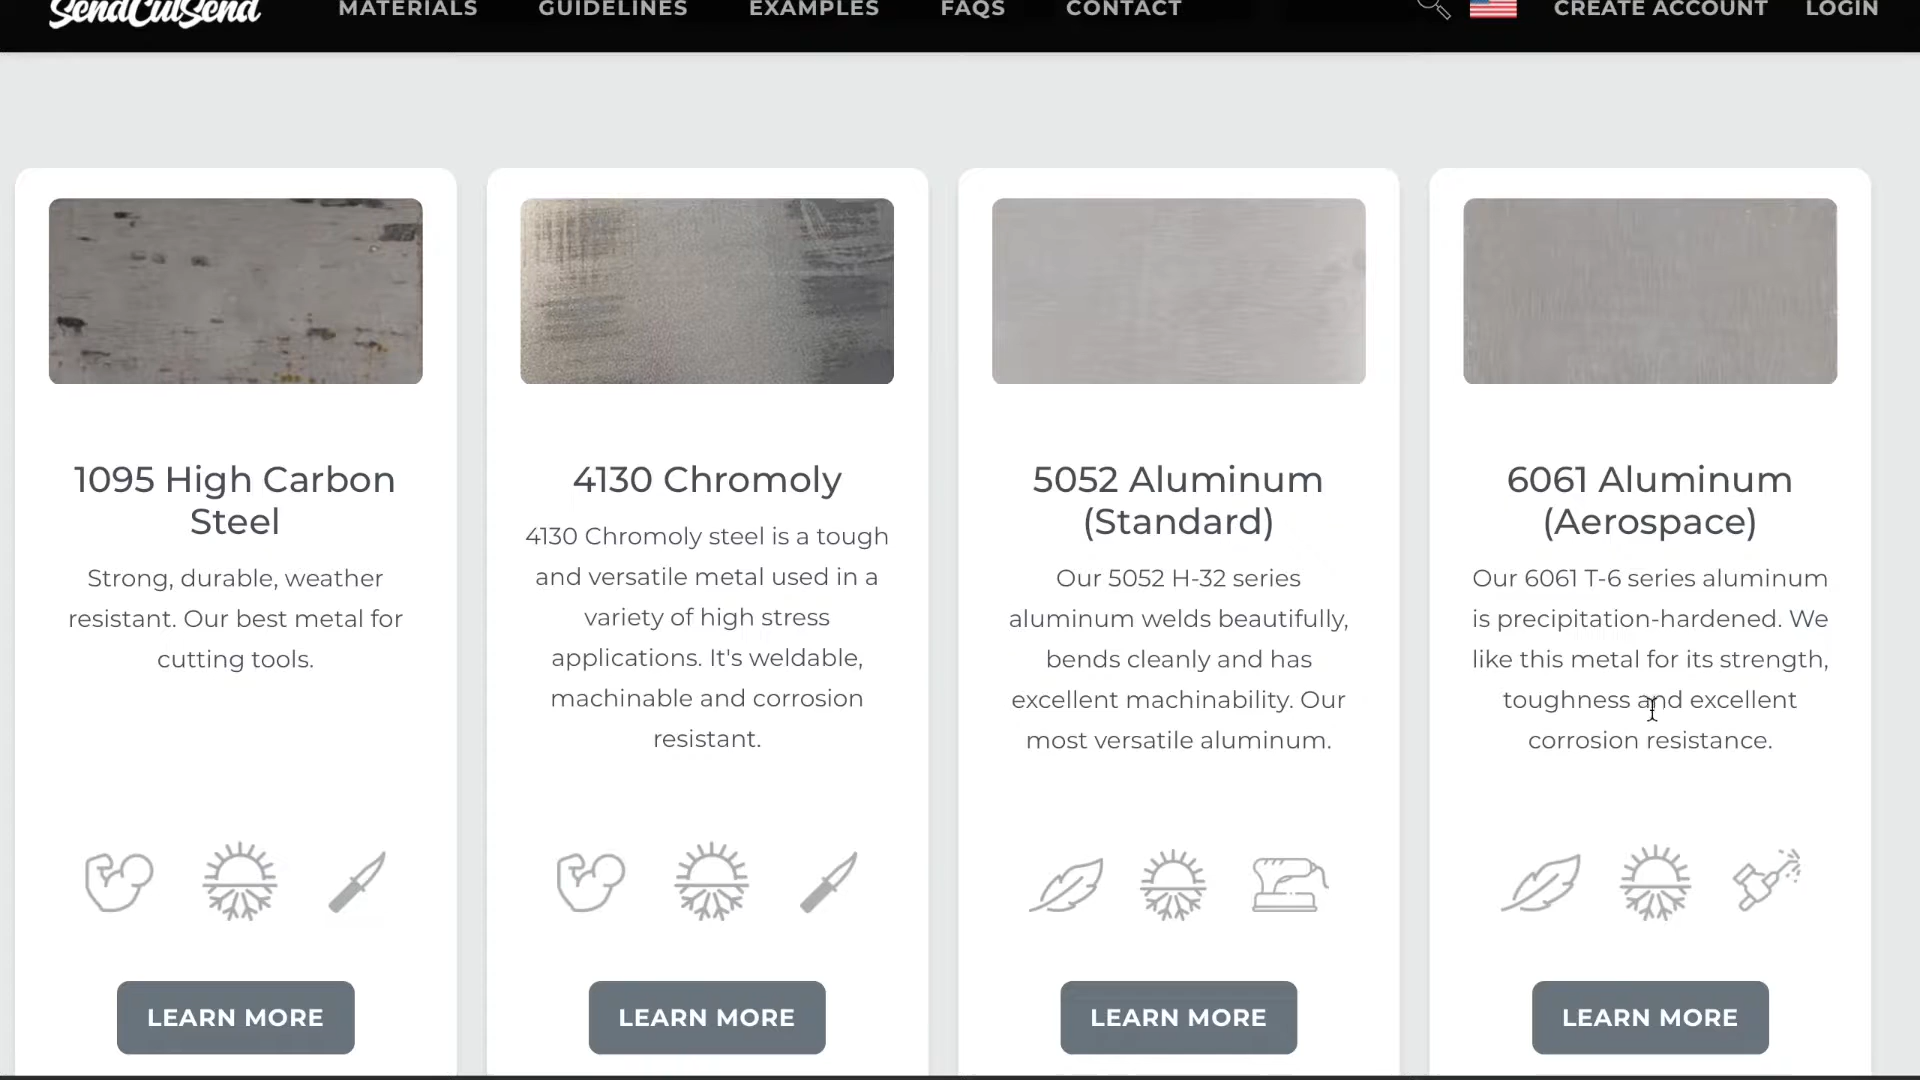 SendCutSend MATERIALS GUIDELINES EXAMPLES FAQS CONTACT CREATE ACCOUNT LOGIN
1095 High Carbon
Steel
Strong, durable, weather
resistant. Our best metal for
cutting tools.
LEARN MORE
4130 Chromoly
4130 Chromoly steel is a tough
and versatile metal used in a
variety of high stress
applications. It's weldable,
machinable and corrosion
resistant.
LEARN MORE
5052 Aluminum
(Standard)
Our 5052 H-32 series
aluminum welds beautifully,
bends cleanly and has
excellent machinability. Our
most versatile aluminum.
LEARN MORE
6061 Aluminum
(Aerospace)
Our 6061 T-6 series aluminum
is precipitation-hardened. We
like this metal for its strength,
toughness and excellent
corrosion resistance.
LEARN MORE